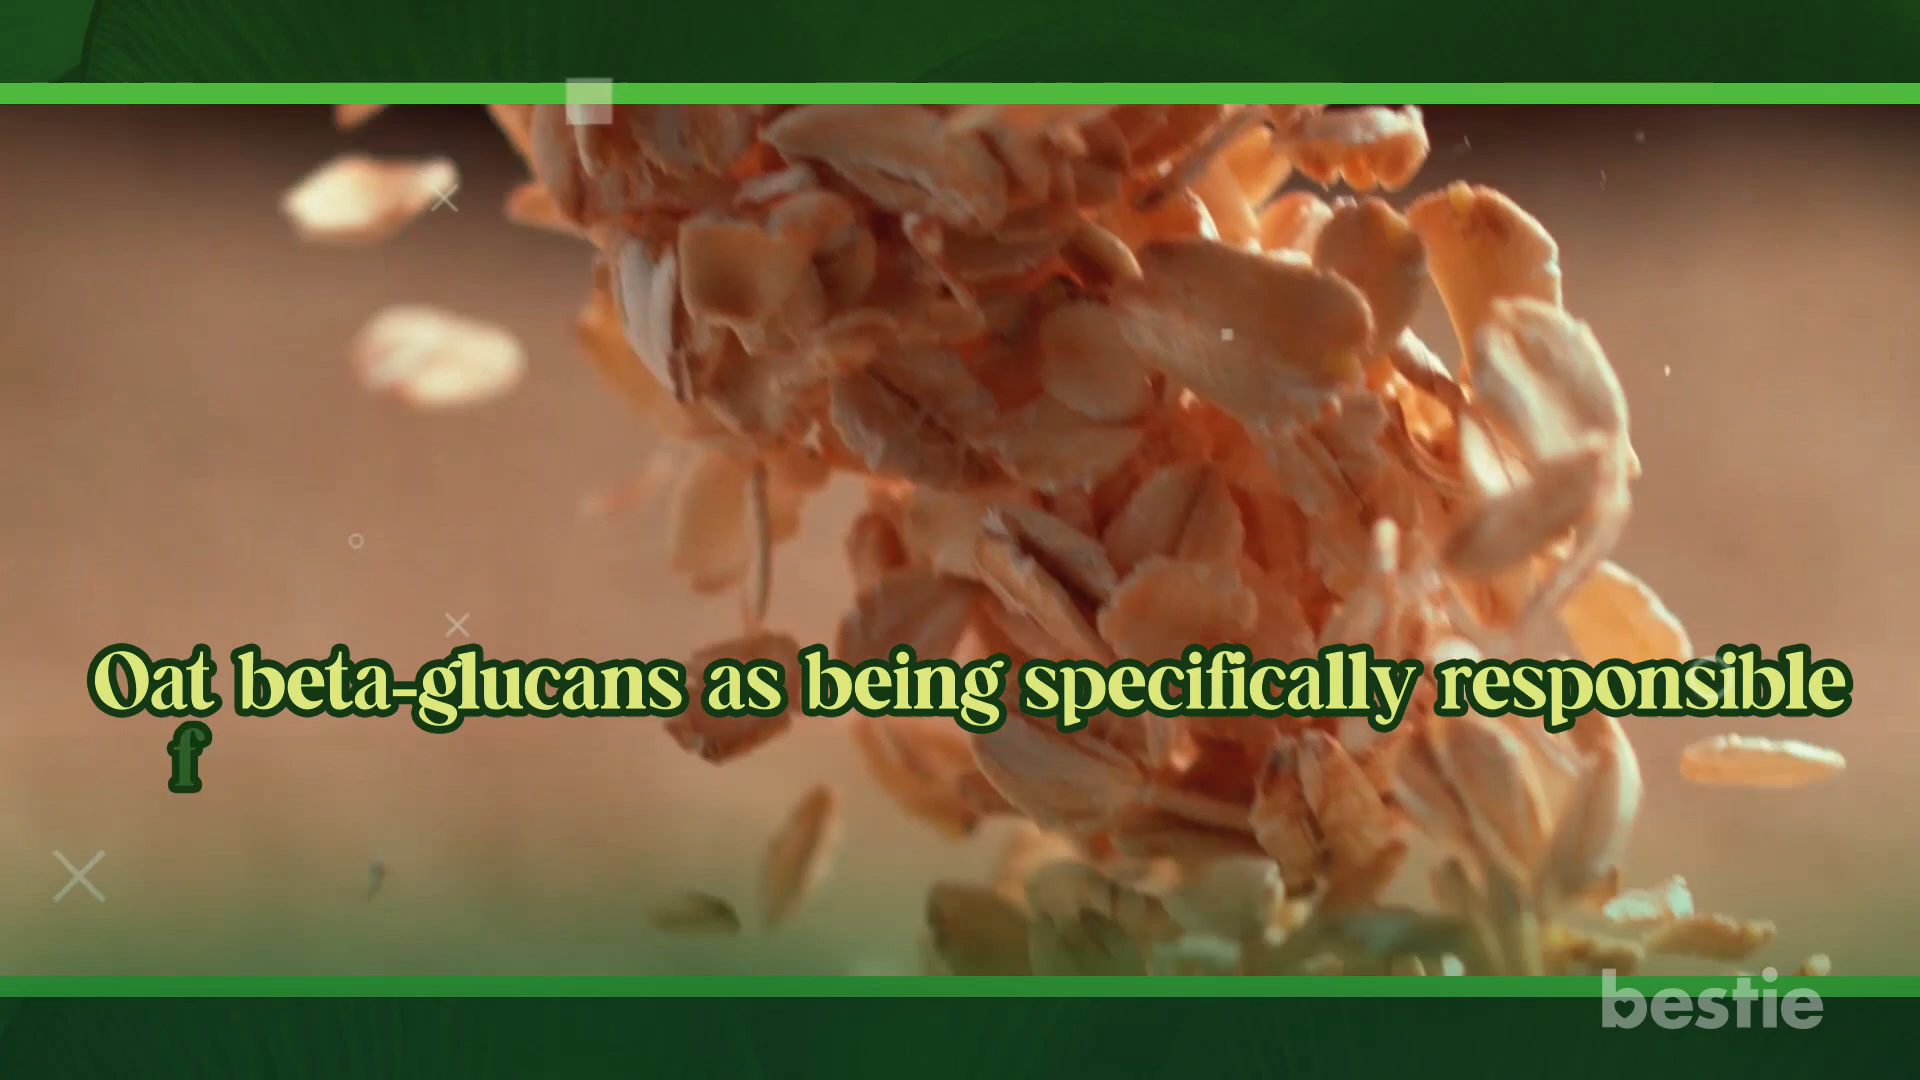 Oat beta-glucans as being specifically responsible
f
bestie